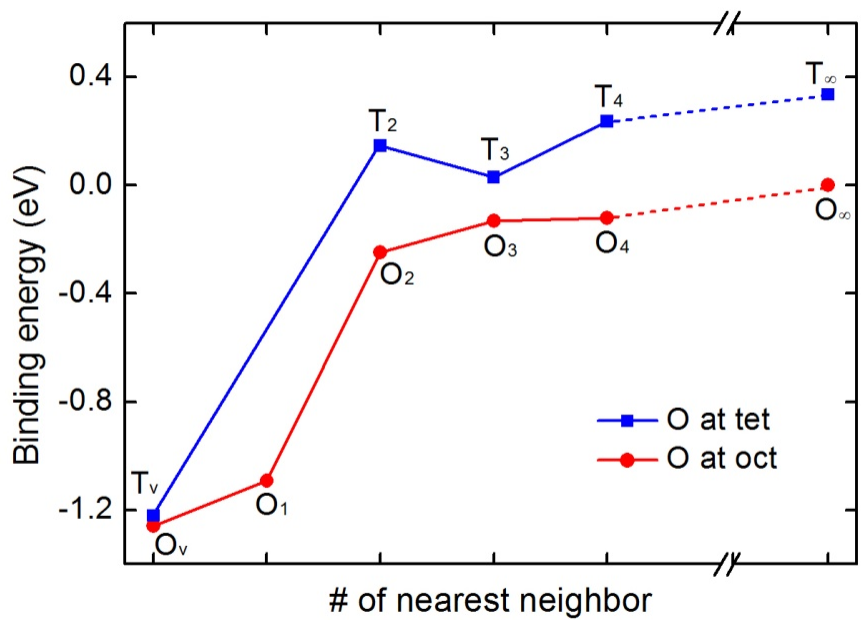 0.4
0.0
-0.4
-0.8
-1.2
Binding energy (eV)
T∞
T₄
T₂
T₃
O∞
O₃
O₄
O₂
O at tet
O at oct
Tᵥ
O₁
Oᵥ
# of nearest neighbor